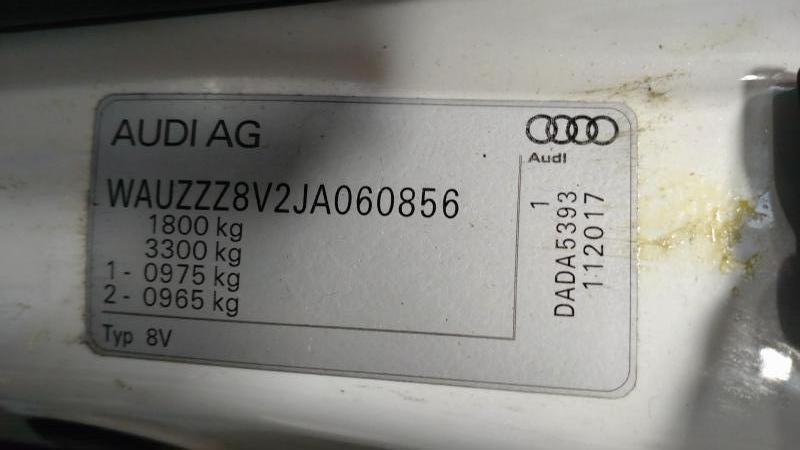 AUDI AG
Audi
WAUZZZ8V2JA060856
1800 kg
3300 kg
1- 0975 kg
2- 0965 kg
Typ 8V
1
DADA5393
112017